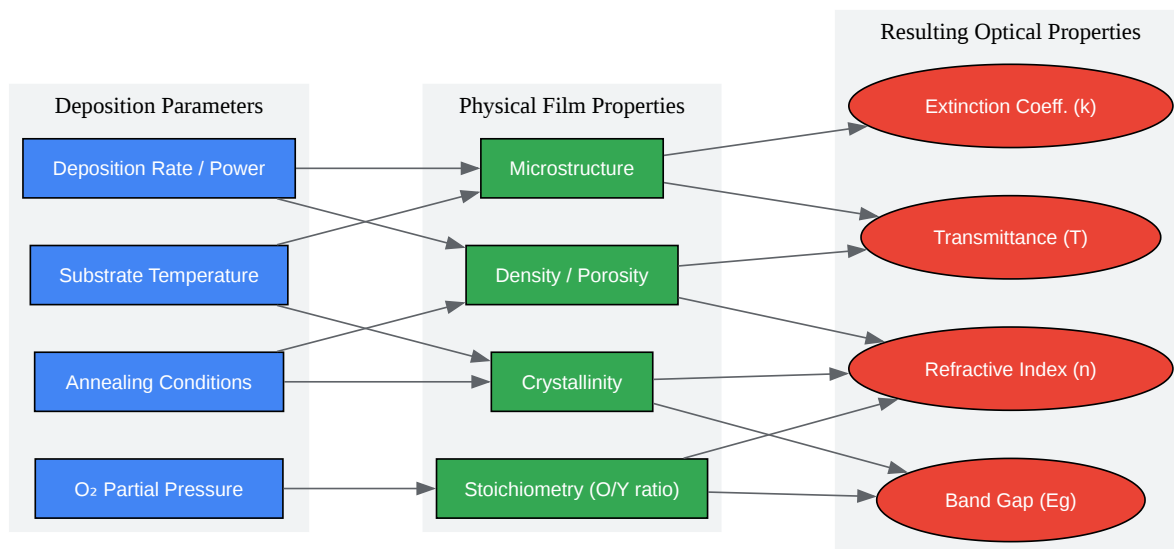 Deposition Parameters
Deposition Rate / Power
Substrate Temperature
Annealing Conditions
O₂ Partial Pressure
Physical Film Properties
Microstructure
Density / Porosity
Crystallinity
Stoichiometry (O/Y ratio)
Resulting Optical Properties
Extinction Coeff. (k)
Transmittance (T)
Refractive Index (n)
Band Gap (Eg)